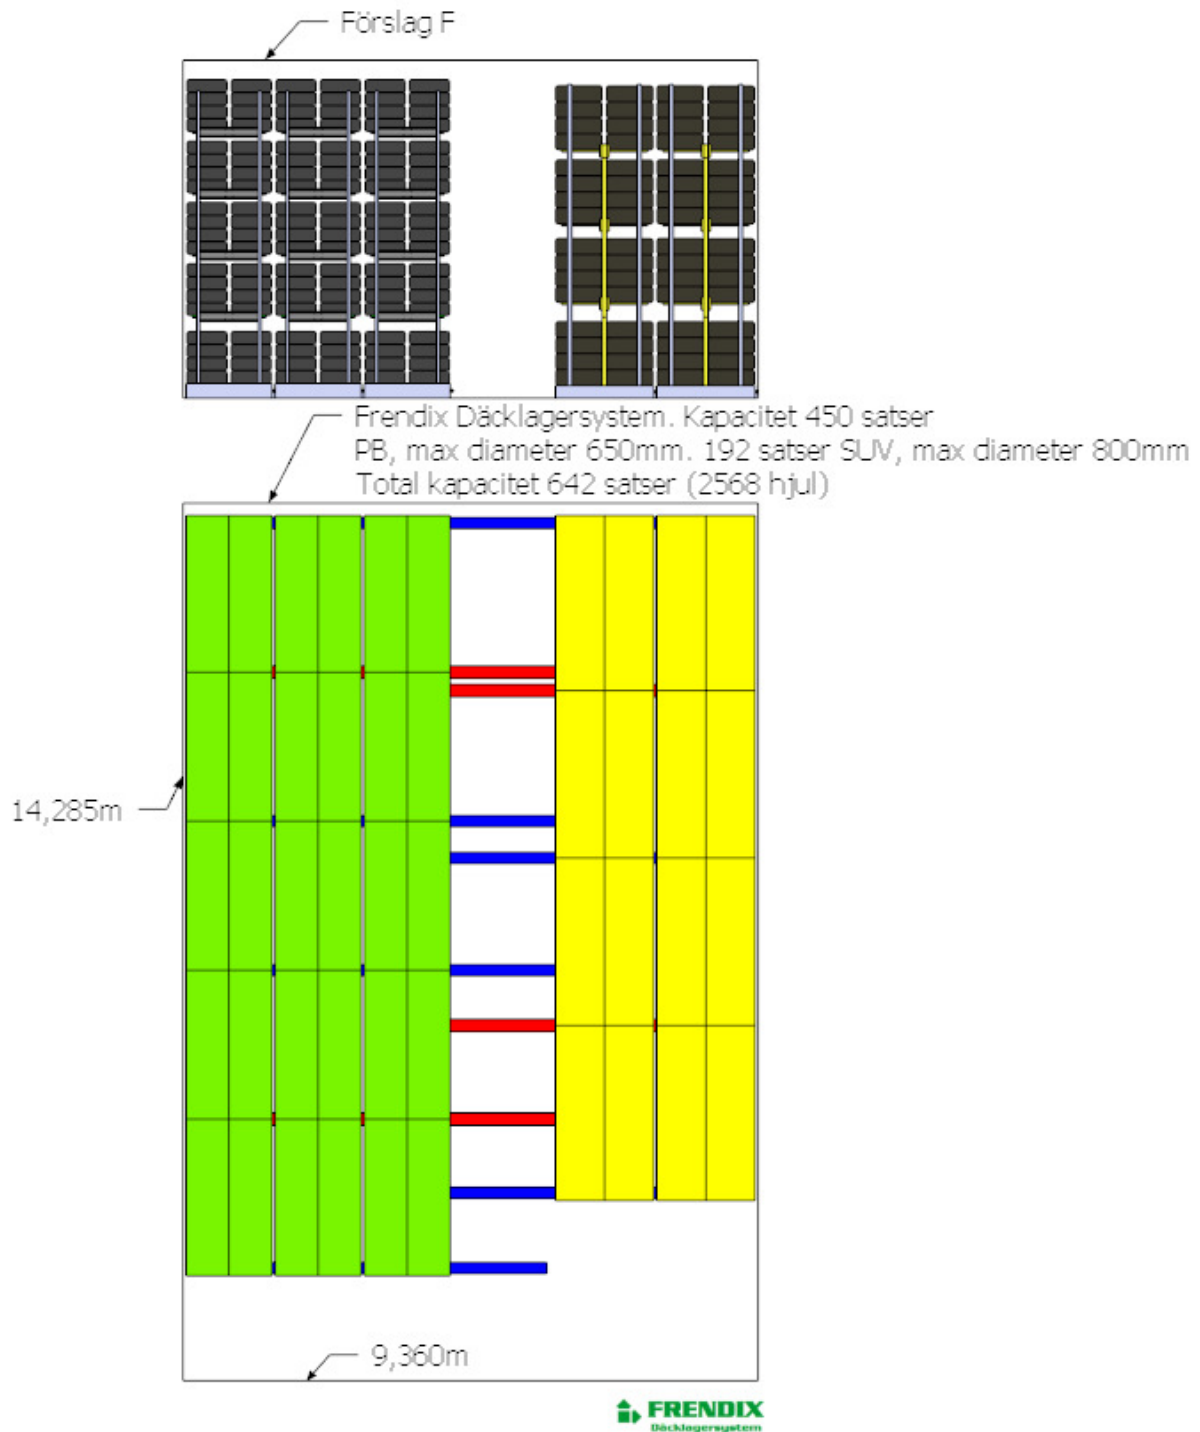 Förslag F
Frendix Däcklagersystem. Kapacitet 450 satser
PB, max diameter 650mm. 192 satser SUV, max diameter 800mm
Total kapacitet 642 satser (2568 hjul)
14,285m
9,360m
FRENDIX
Däcklagersystem